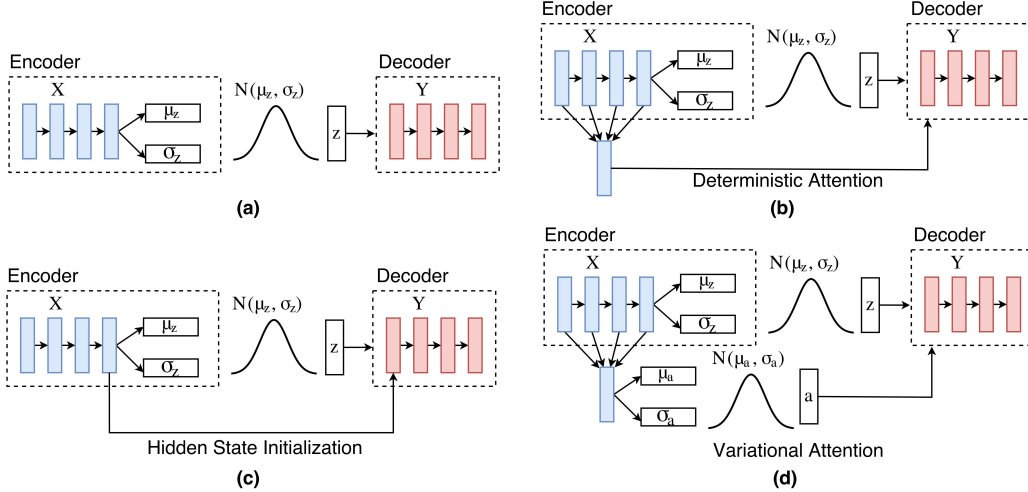 Encoder
Decoder
X
Y
N(μz, σz)
μz
σz
z
(a)
Encoder
Decoder
X
Y
N(μz, σz)
μz
σz
z
Deterministic Attention
(b)
Encoder
Decoder
X
Y
N(μz, σz)
μz
σz
z
Hidden State Initialization
(c)
Encoder
Decoder
X
Y
N(μz, σz)
μz
σz
z
N(μa, σa)
μa
σa
a
Variational Attention
(d)